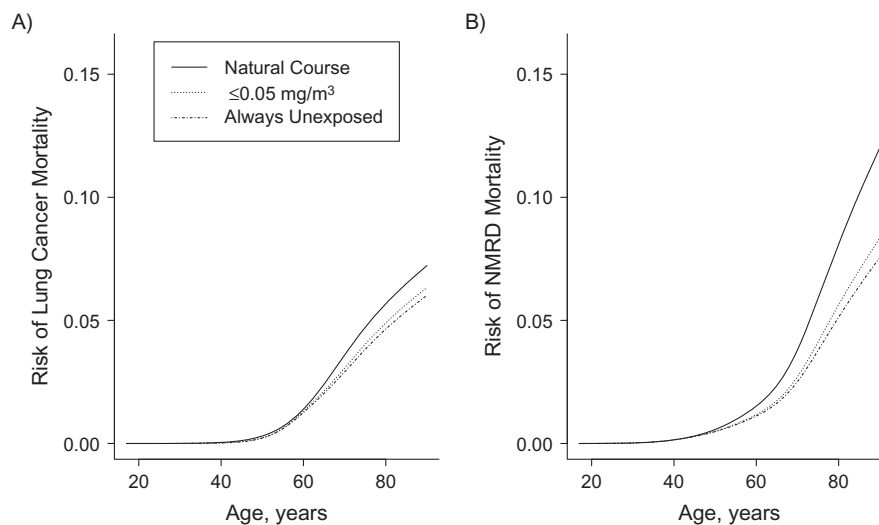 A)
Risk of Lung Cancer Mortality
0.15
0.10
0.05
0.00
Natural Course
≤0.05 mg/m³
Always Unexposed
20 40 60 80
Age, years
B)
Risk of NMRD Mortality
0.15
0.10
0.05
0.00
20 40 60 80
Age, years